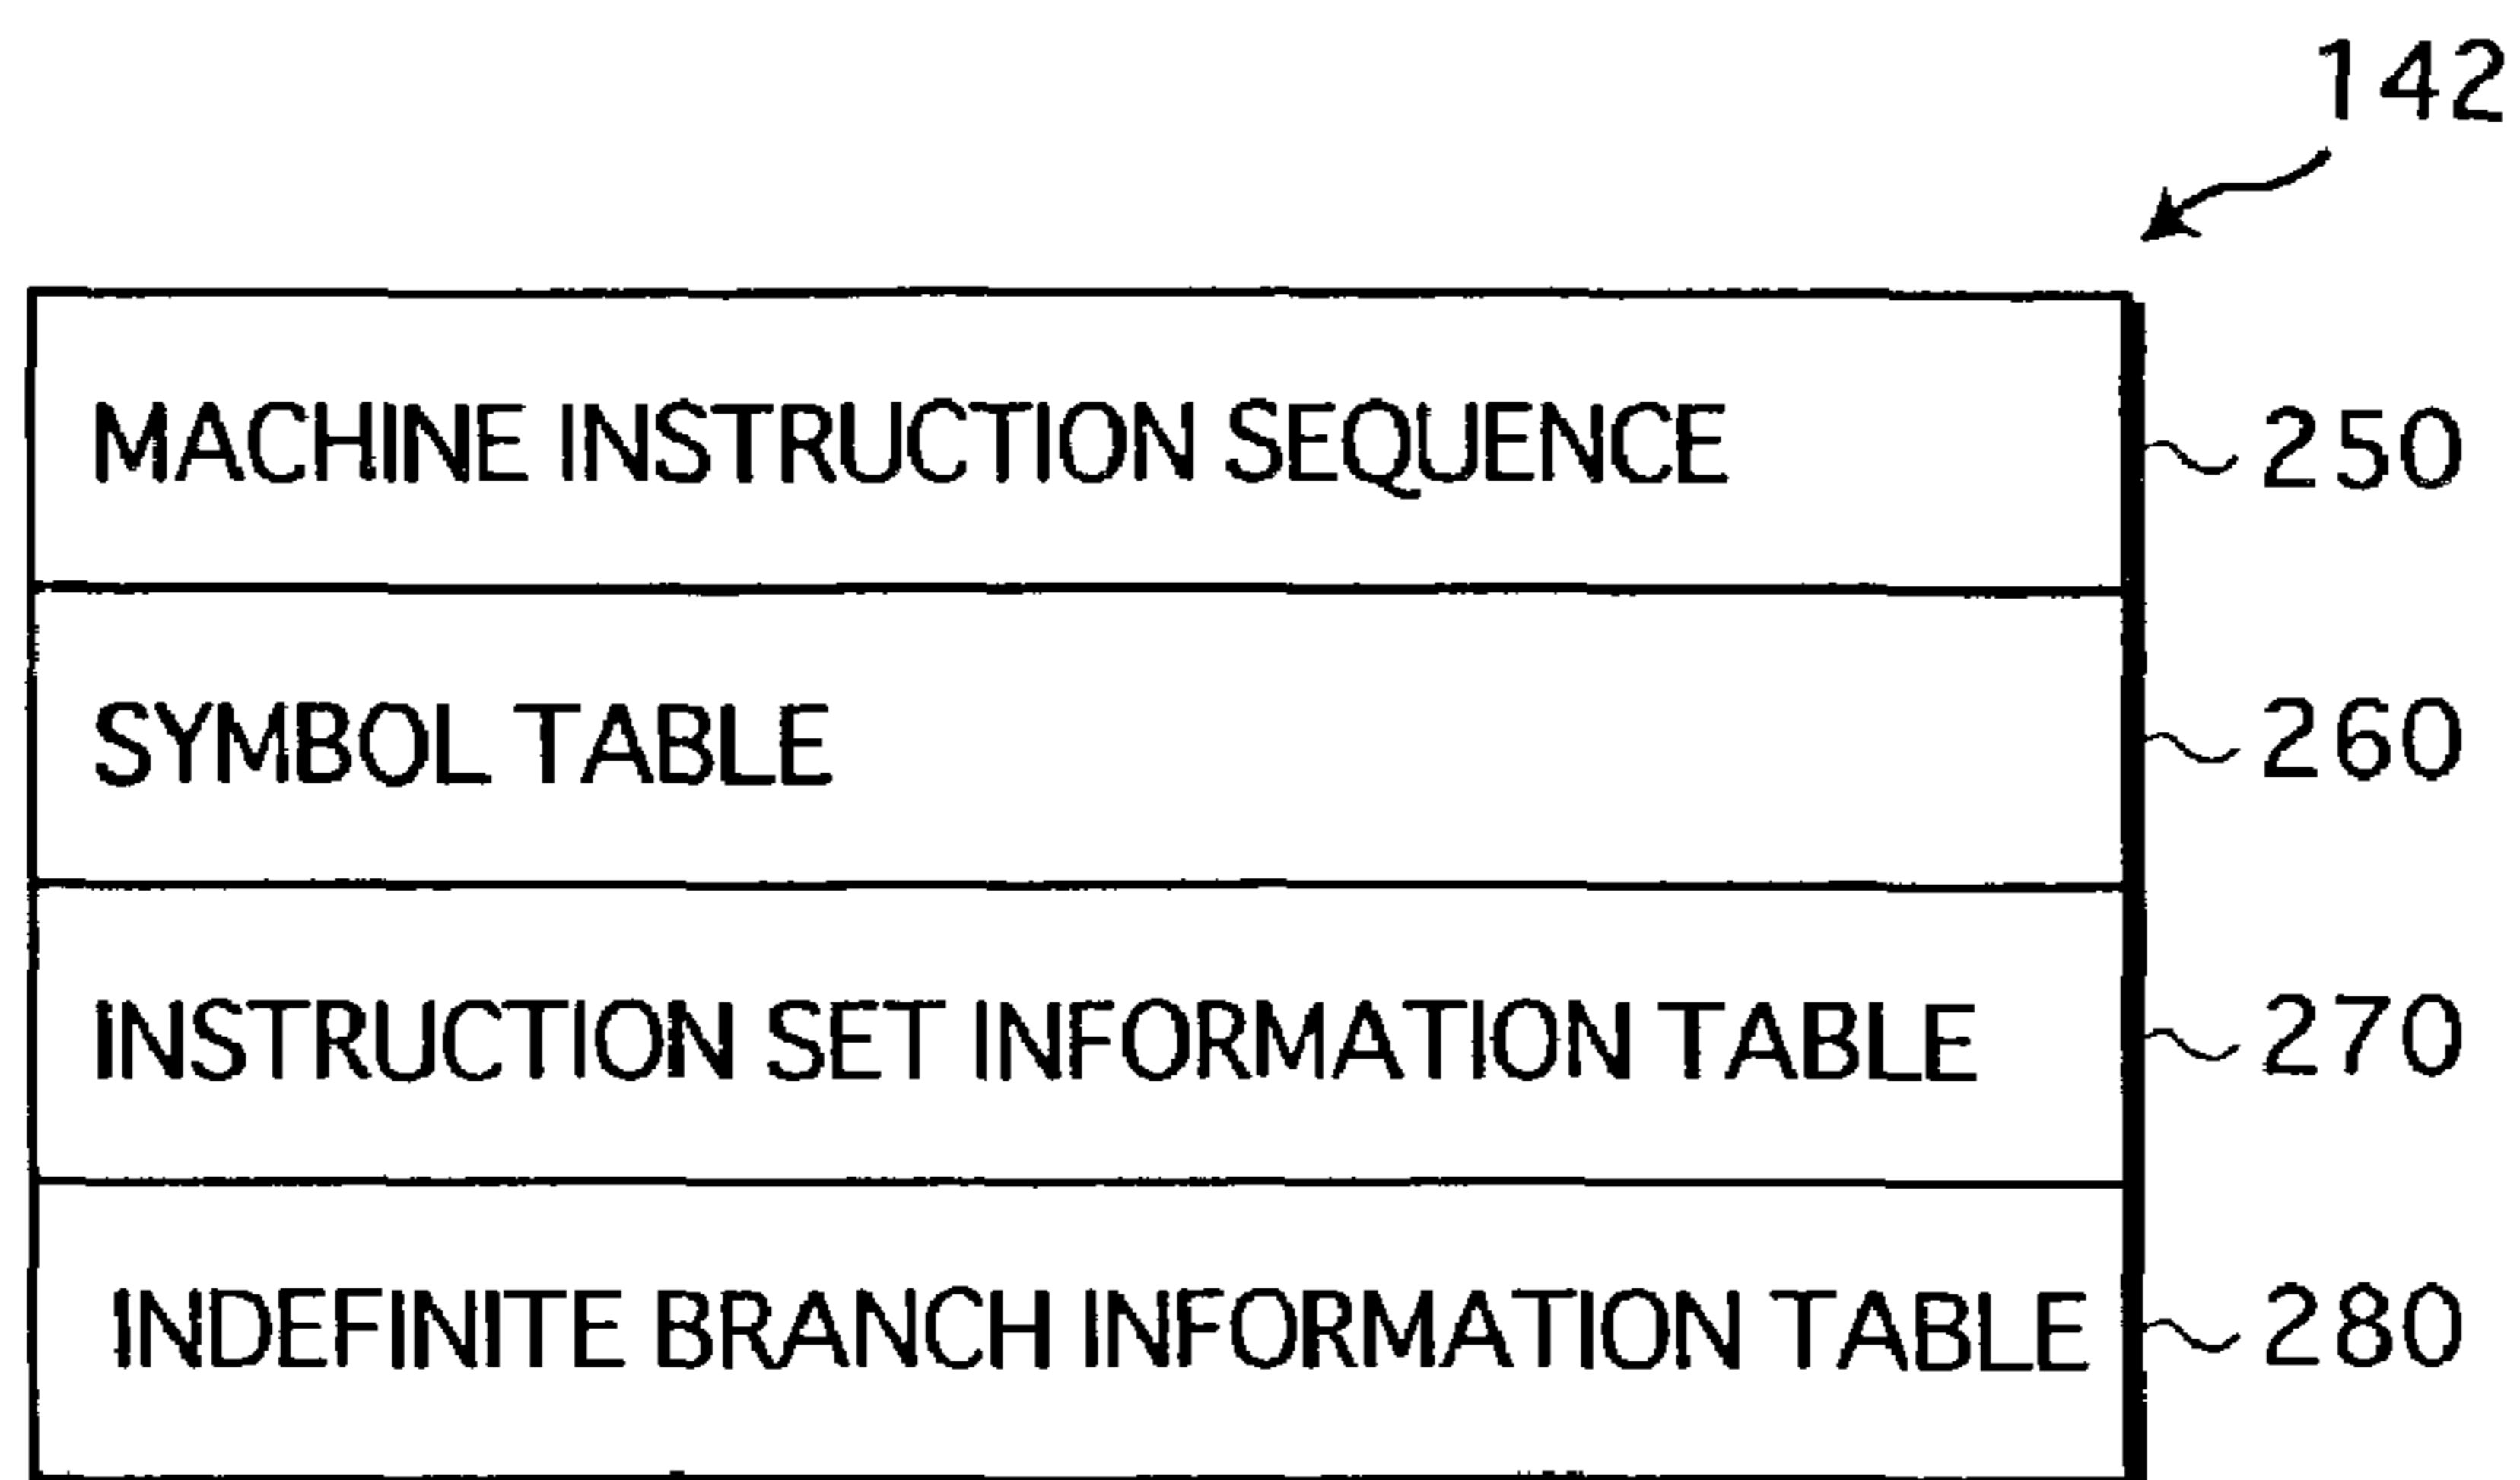 142
MACHINE INSTRUCTION SEQUENCE 250
SYMBOL TABLE 260
INSTRUCTION SET INFORMATION TABLE 270
INDEFINITE BRANCH INFORMATION TABLE 280